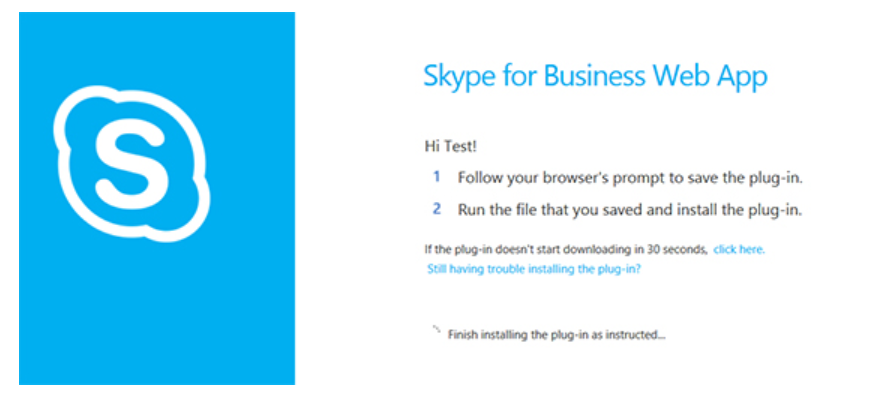 S
Skype for Business Web App
Hi Test!
1 Follow your browser's prompt to save the plug-in.
2 Run the file that you saved and install the plug-in.
If the plug-in doesn't start downloading in 30 seconds, click here.
Still having trouble installing the plug-in?
Finish installing the plug-in as instructed...